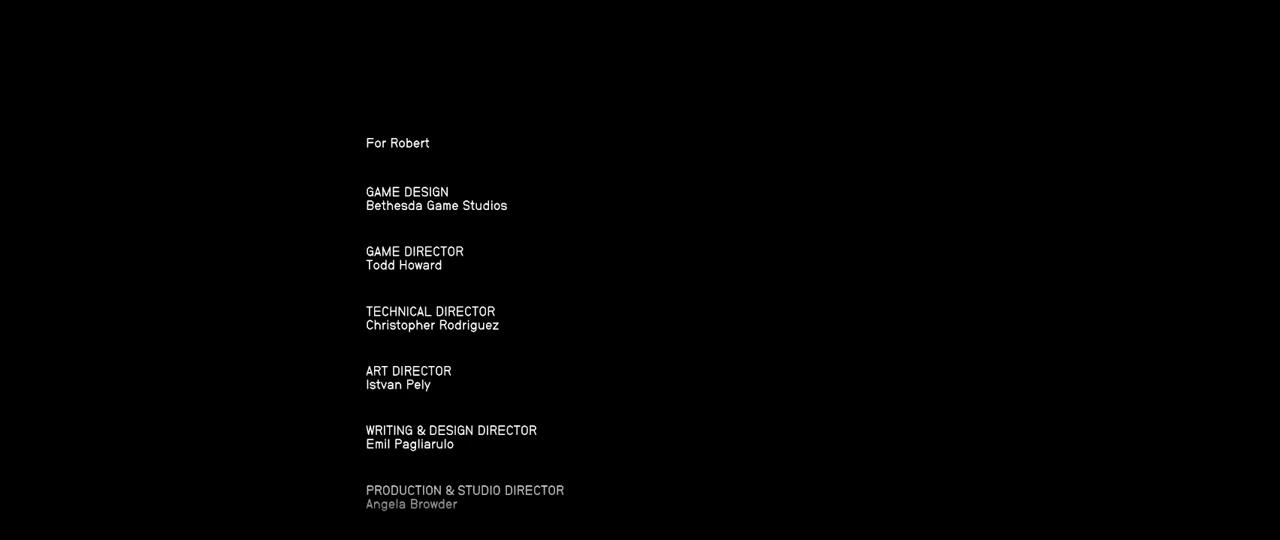 For Robert
GAME DESIGN
Bethesda Game Studios
GAME DIRECTOR
Todd Howard
TECHNICAL DIRECTOR
Christopher Rodriguez
ART DIRECTOR
Istvan Pely
WRITING & DESIGN DIRECTOR
Emil Pagliarulo
PRODUCTION & STUDIO DIRECTOR
Angela Browder